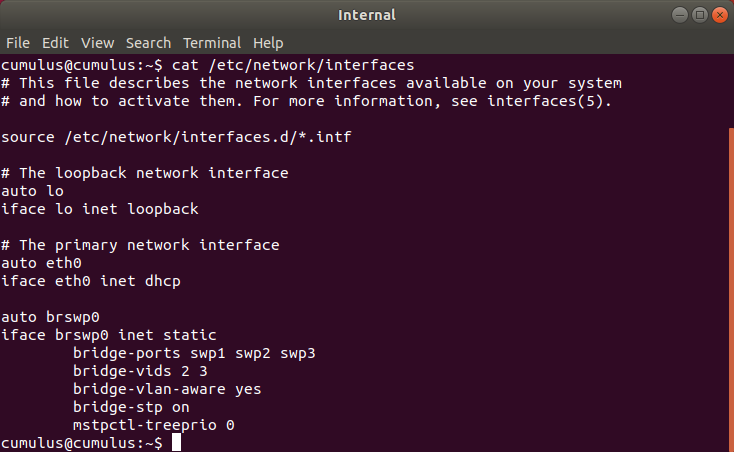 Internal
File Edit View Search Terminal Help
cumulus@cumulus:~$ cat /etc/network/interfaces
# This file describes the network interfaces available on your system
# and how to activate them. For more information, see interfaces(5).

source /etc/network/interfaces.d/*.intf

# The loopback network interface
auto lo
iface lo inet loopback

# The primary network interface
auto eth0
iface eth0 inet dhcp

auto brswp0
iface brswp0 inet static
        bridge-ports swp1 swp2 swp3
        bridge-vids 2 3
        bridge-vlan-aware yes
        bridge-stp on
        mstpctl-treeprio 0
cumulus@cumulus:~$